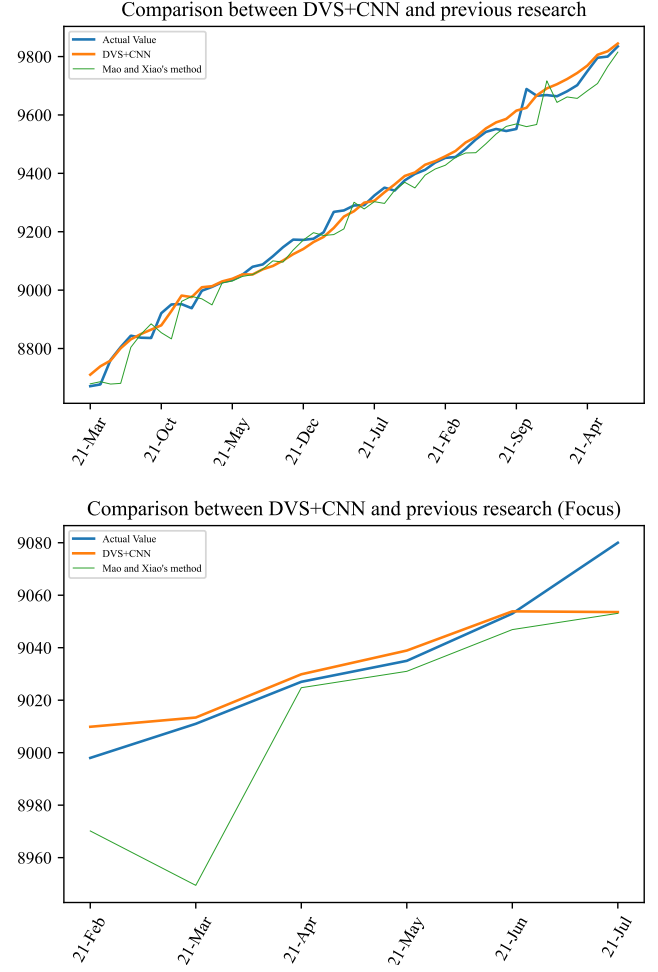 Comparison between DVS+CNN and previous research
Actual Value
DVS+CNN
Mao and Xiao's method
9800
9600
9400
9200
9000
8800
21-Mar
21-Oct
21-May
21-Dec
21-Jul
21-Feb
21-Sep
21-Apr
Comparison between DVS+CNN and previous research (Focus)
Actual Value
DVS+CNN
Mao and Xiao's method
9080
9060
9040
9020
9000
8980
8960
21-Feb
21-Mar
21-Apr
21-May
21-Jun
21-Jul